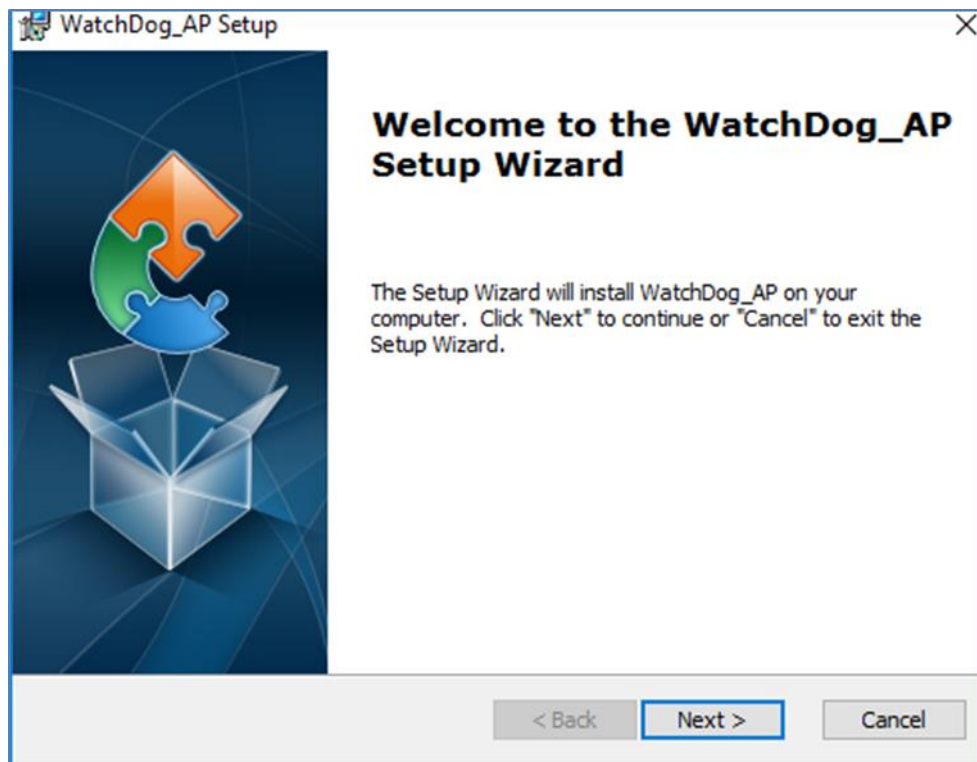 WatchDog_AP Setup
Welcome to the WatchDog_AP
Setup Wizard
The Setup Wizard will install WatchDog_AP on your
computer. Click "Next" to continue or "Cancel" to exit the
Setup Wizard.
< Back Next > Cancel